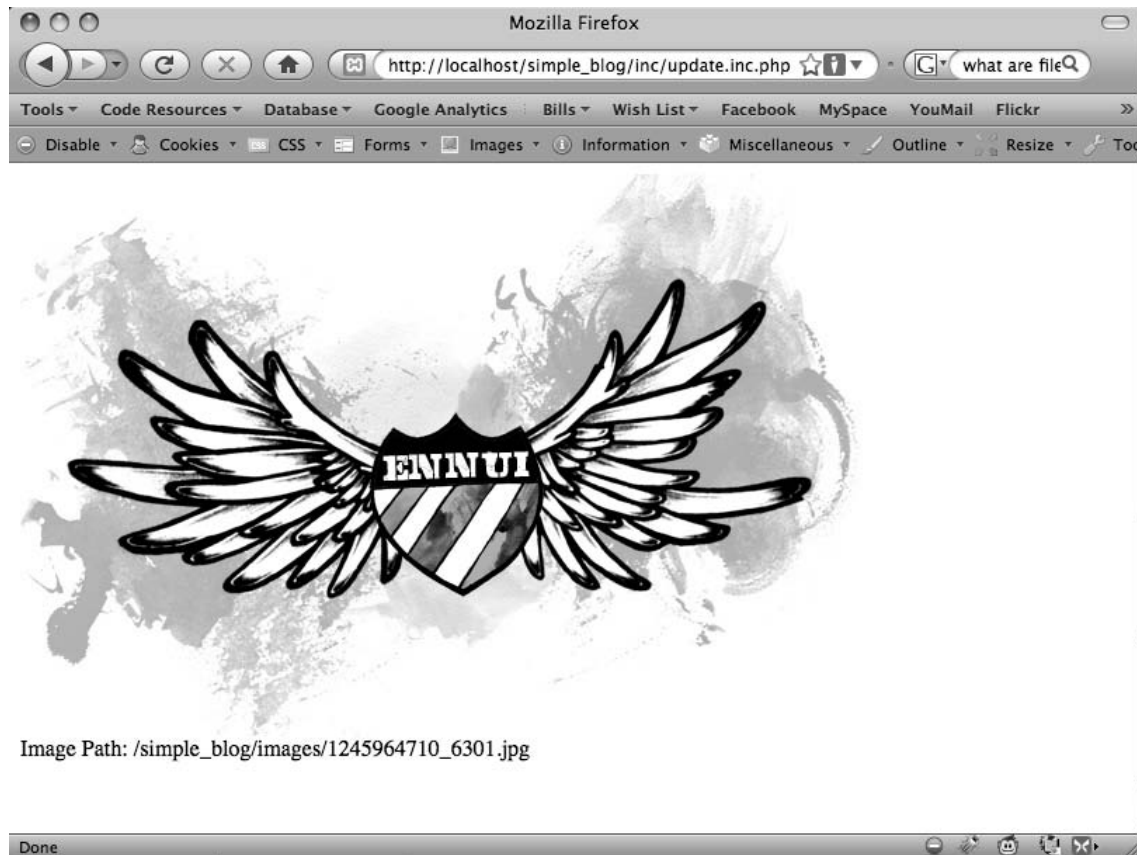 Mozilla Firefox
http://localhost/simple_blog/inc/update.inc.php G what are file
Tools Code Resources Database Google Analytics Bills Wish List Facebook MySpace YouMail Flickr »
Disable Cookies CSS Forms Images Information Miscellaneous Outline Resize Too
ENNUI
Image Path: /simple_blog/images/1245964710_6301.jpg
Done